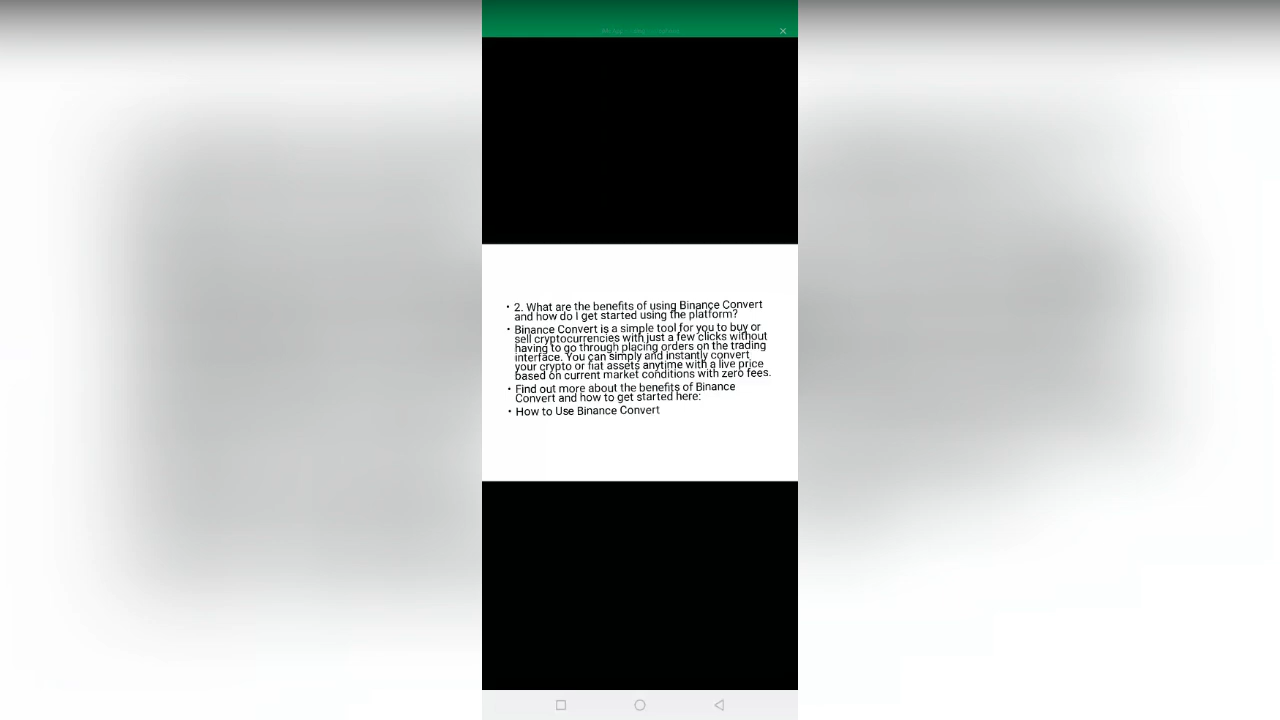 • 2. What are the benefits of using Binance Convert
and how do I get started using the platform?
• Binance Convert is a simple tool for you to buy or
sell cryptocurrencies with just a few clicks without
having to go through placing orders on the trading
interface. You can simply and instantly convert
your crypto or fiat assets anytime with a live price
based on current market conditions with zero fees.
• Find out more about the benefits of Binance
Convert and how to get started here:
• How to Use Binance Convert